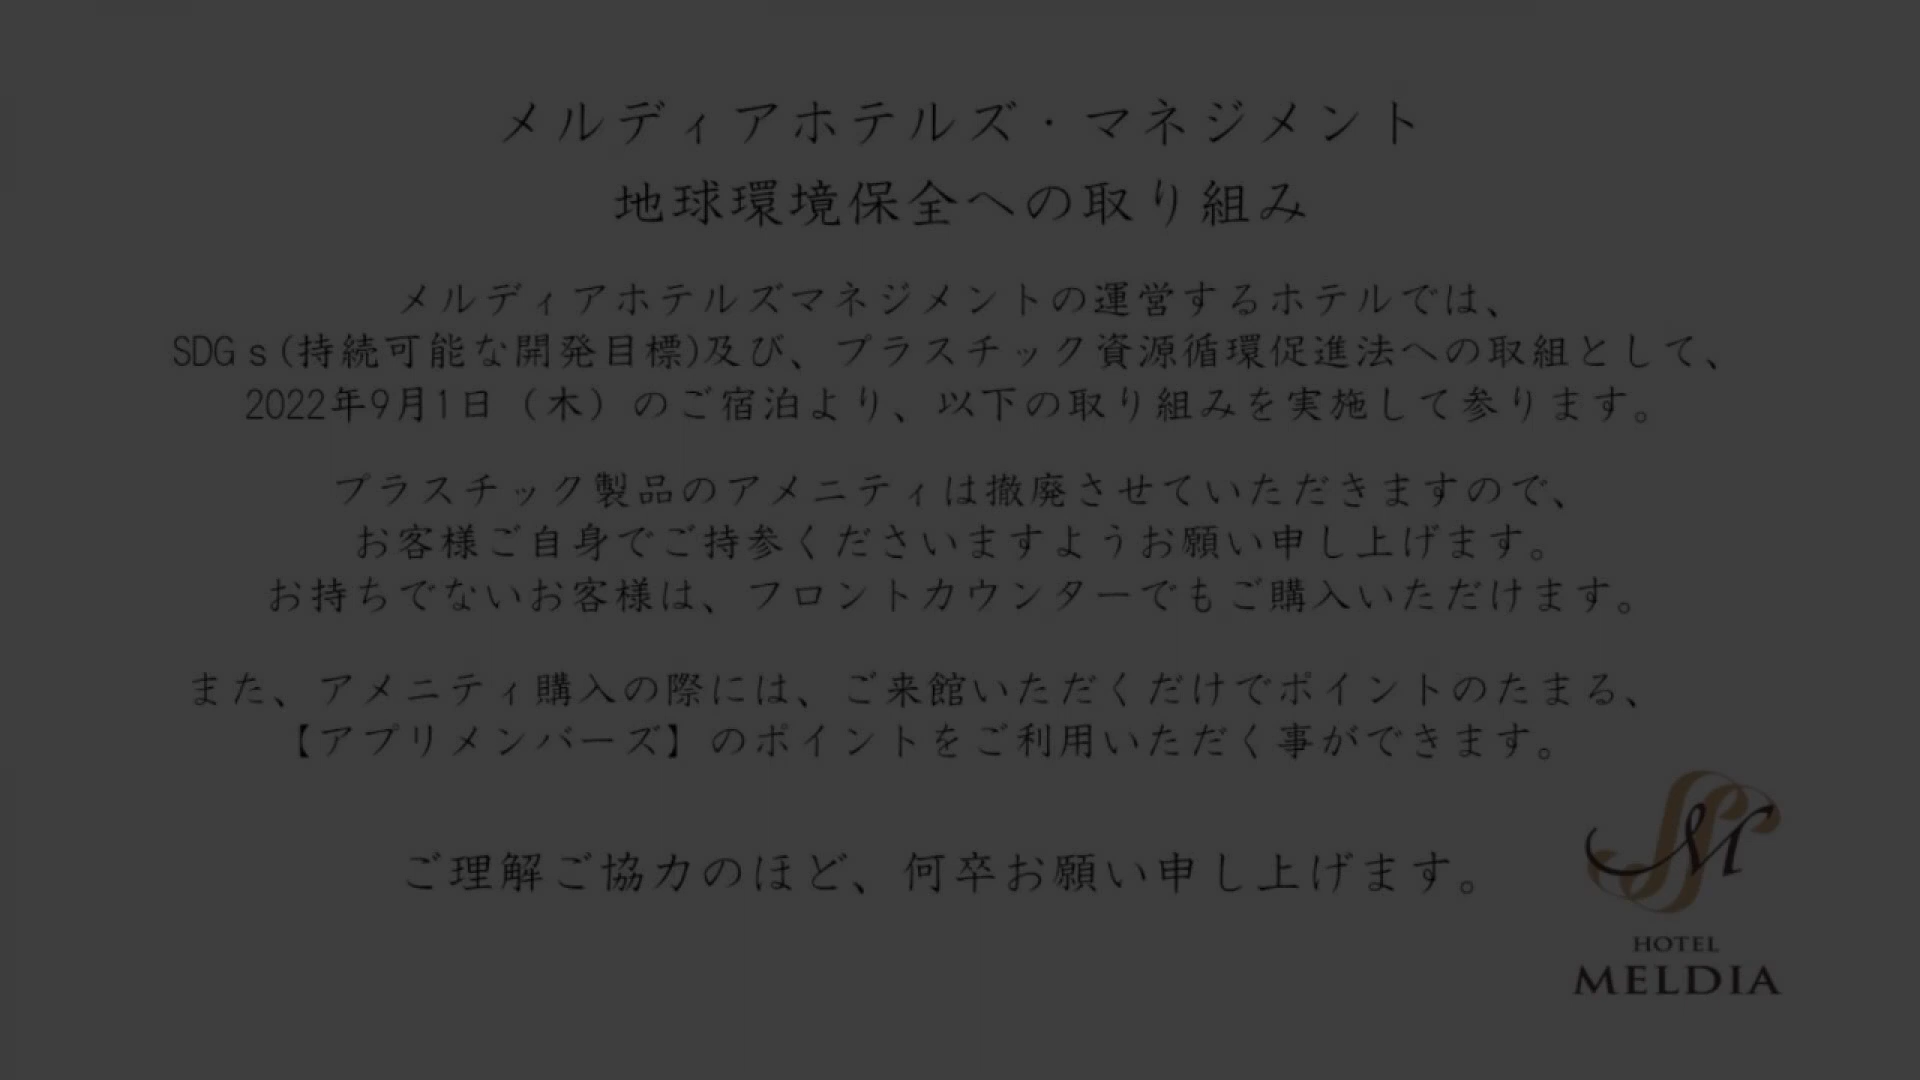 メルディアホテルズ・マネジメント
地球環境保全への取り組み
メルディアホテルズマネジメントの運営するホテルでは、
SDGｓ(持続可能な開発目標)及び、プラスチック資源循環促進法への取組として、
2022年9月1日（木）のご宿泊より、以下の取り組みを実施して参ります。
プラスチック製品のアメニティは撤廃させていただきますので、
お客様ご自身でご持参くださいますようお願い申し上げます。
お持ちでないお客様は、フロントカウンターでもご購入いただけます。
また、アメニティ購入の際には、ご来館いただくだけでポイントのたまる、
【アプリメンバーズ】のポイントをご利用いただく事ができます。
ご理解ご協力のほど、何卒お願い申し上げます。
M
HOTEL
MELDIA